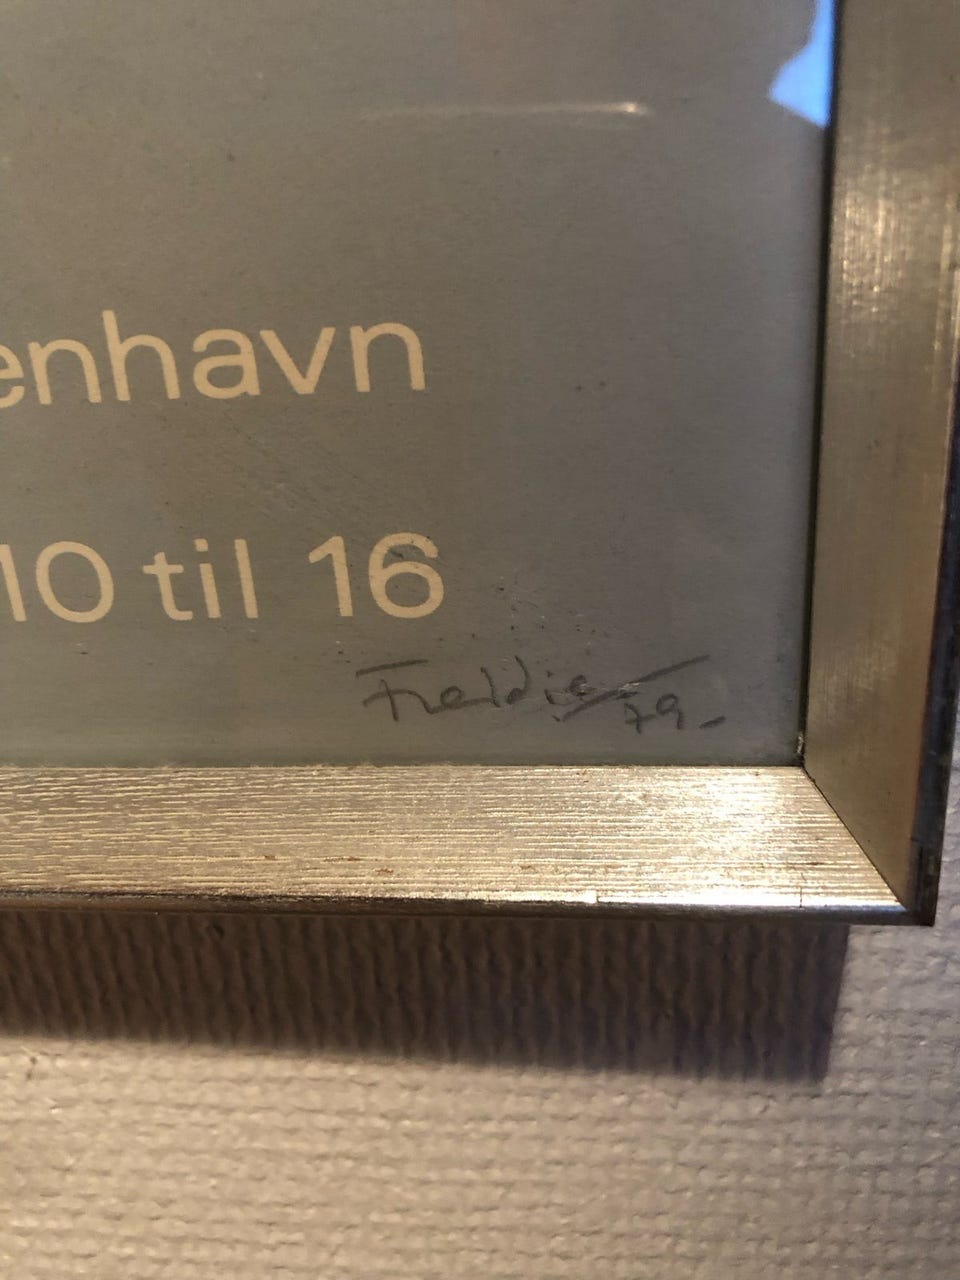 enhavn
10 til 16
Freddie 79-